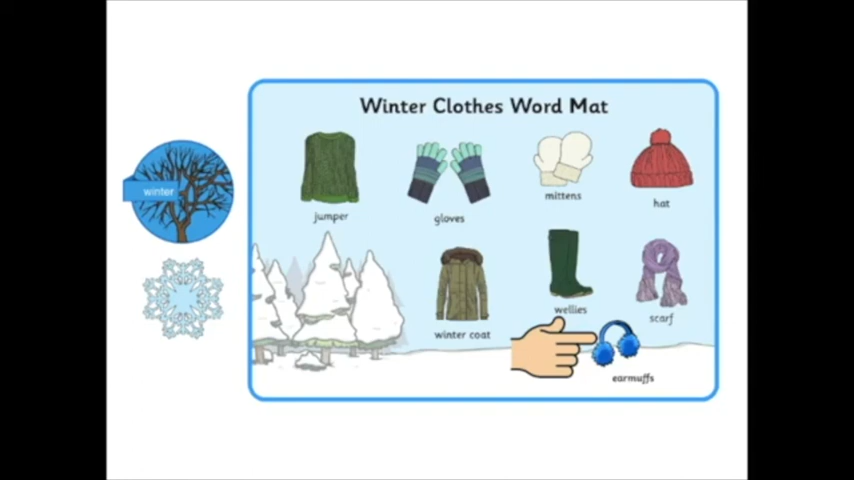 Winter Clothes Word Mat
winter
jumper
gloves
mittens
hat
winter coat
wellies
scarf
earmuffs